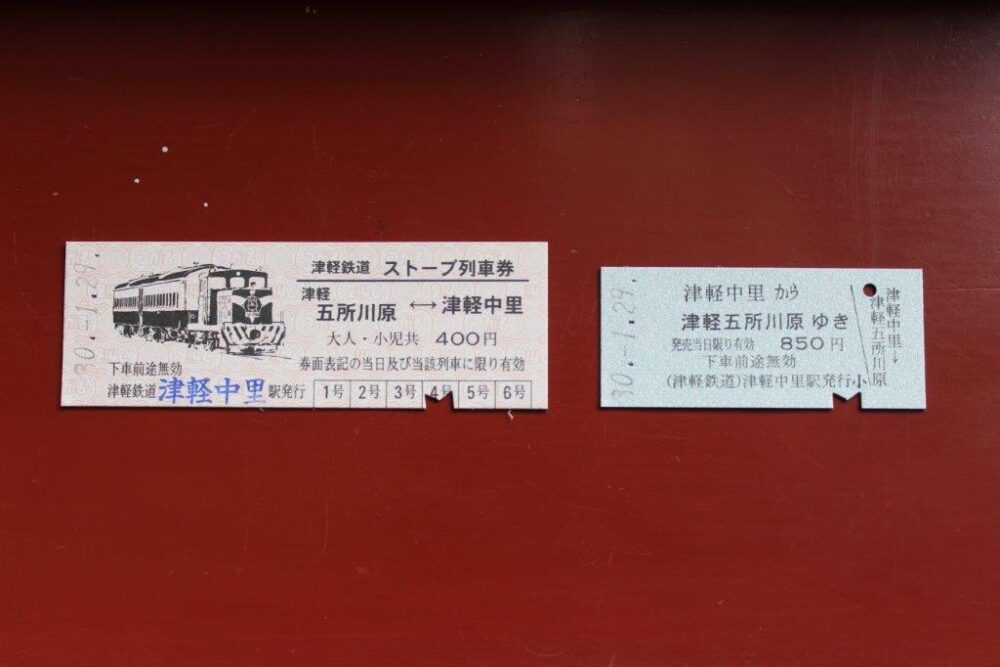 30.-1.29.
津軽鉄道 ストーブ列車券
津軽
五所川原 ↔ 津軽中里
大人・小児共 400円
券面表記の当日及び当該列車に限り有効
下車前途無効
津軽鉄道 津軽中里 駅発行
1号 2号 3号 4号 5号 6号
30.-1.29.
津軽中里 から
津軽五所川原 ゆき
発売当日限り有効 850円
下車前途無効
(津軽鉄道)津軽中里駅発行
小
津軽中里→
津軽五所川原